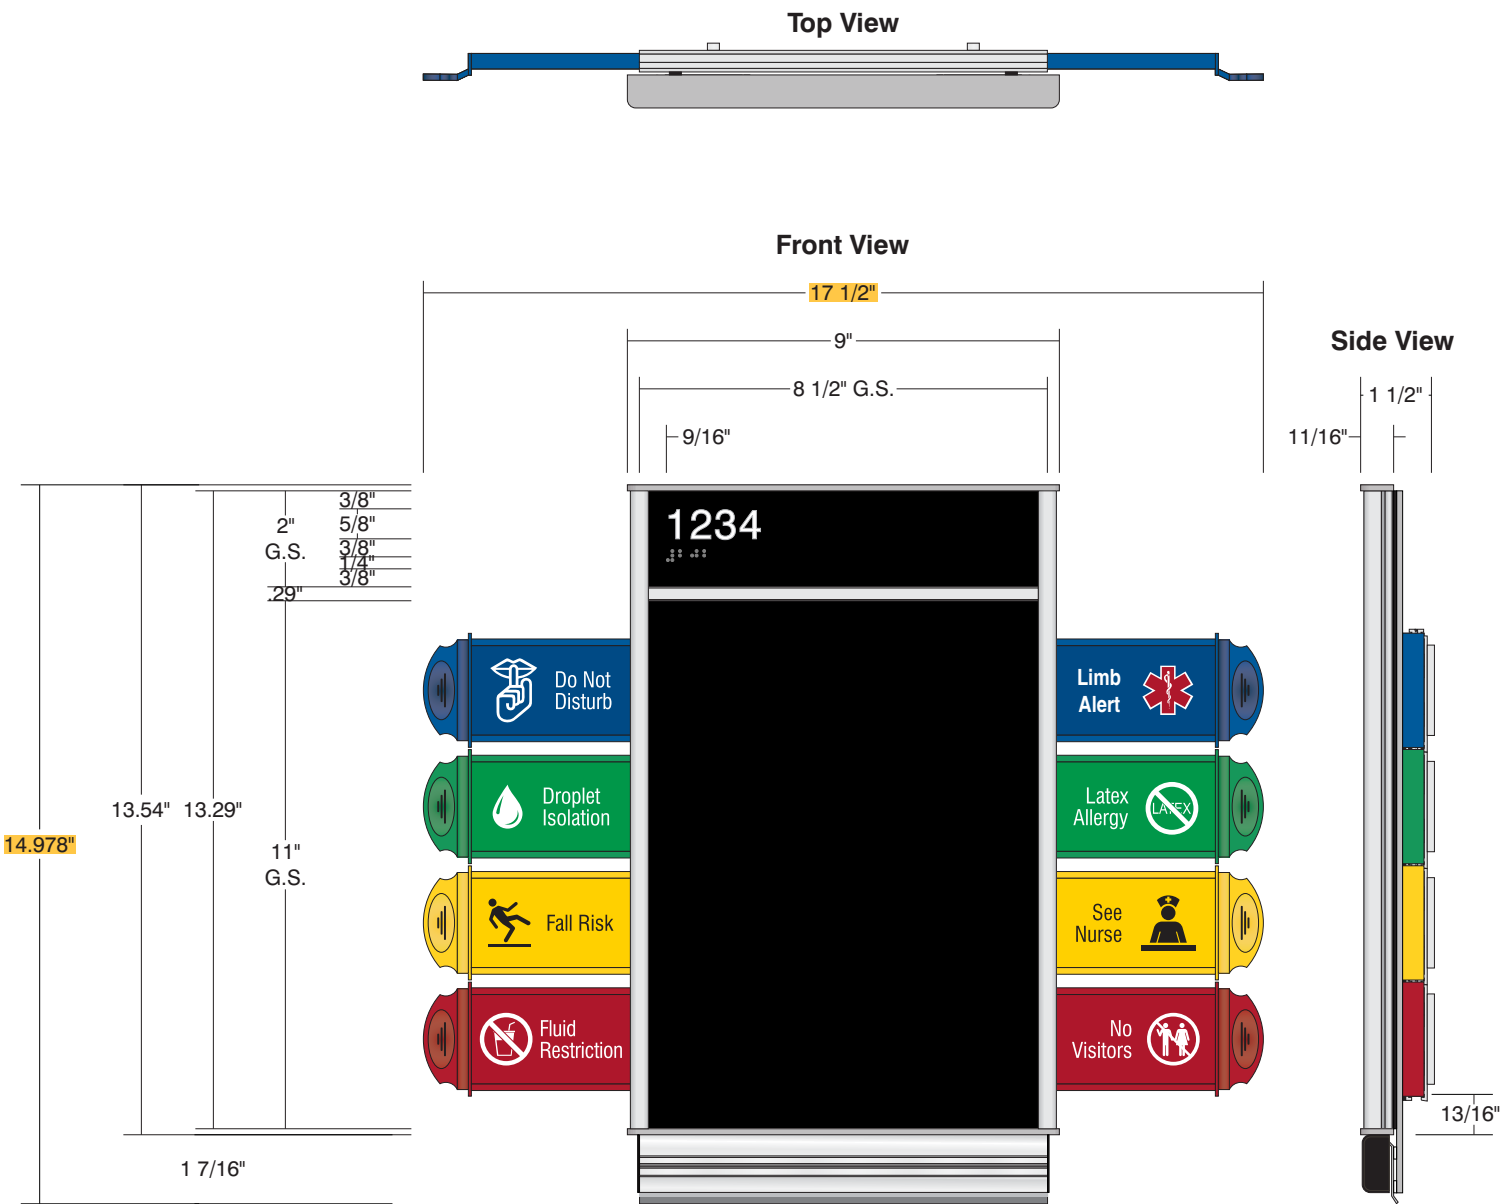 Top View
Front View
17 1/2"
9"
8 1/2" G.S.
9/16"
Side View
1 1/2"
11/16"
3/8"
5/8"
3/8"
1/4"
3/8"
2"
G.S.
.29"
1234
Do Not
Disturb
Limb
Alert
Droplet
Isolation
Latex
Allergy
LATEX
13.54"
13.29"
14.978"
11"
G.S.
Fall Risk
See
Nurse
Fluid
Restriction
No
Visitors
13/16"
1 7/16"